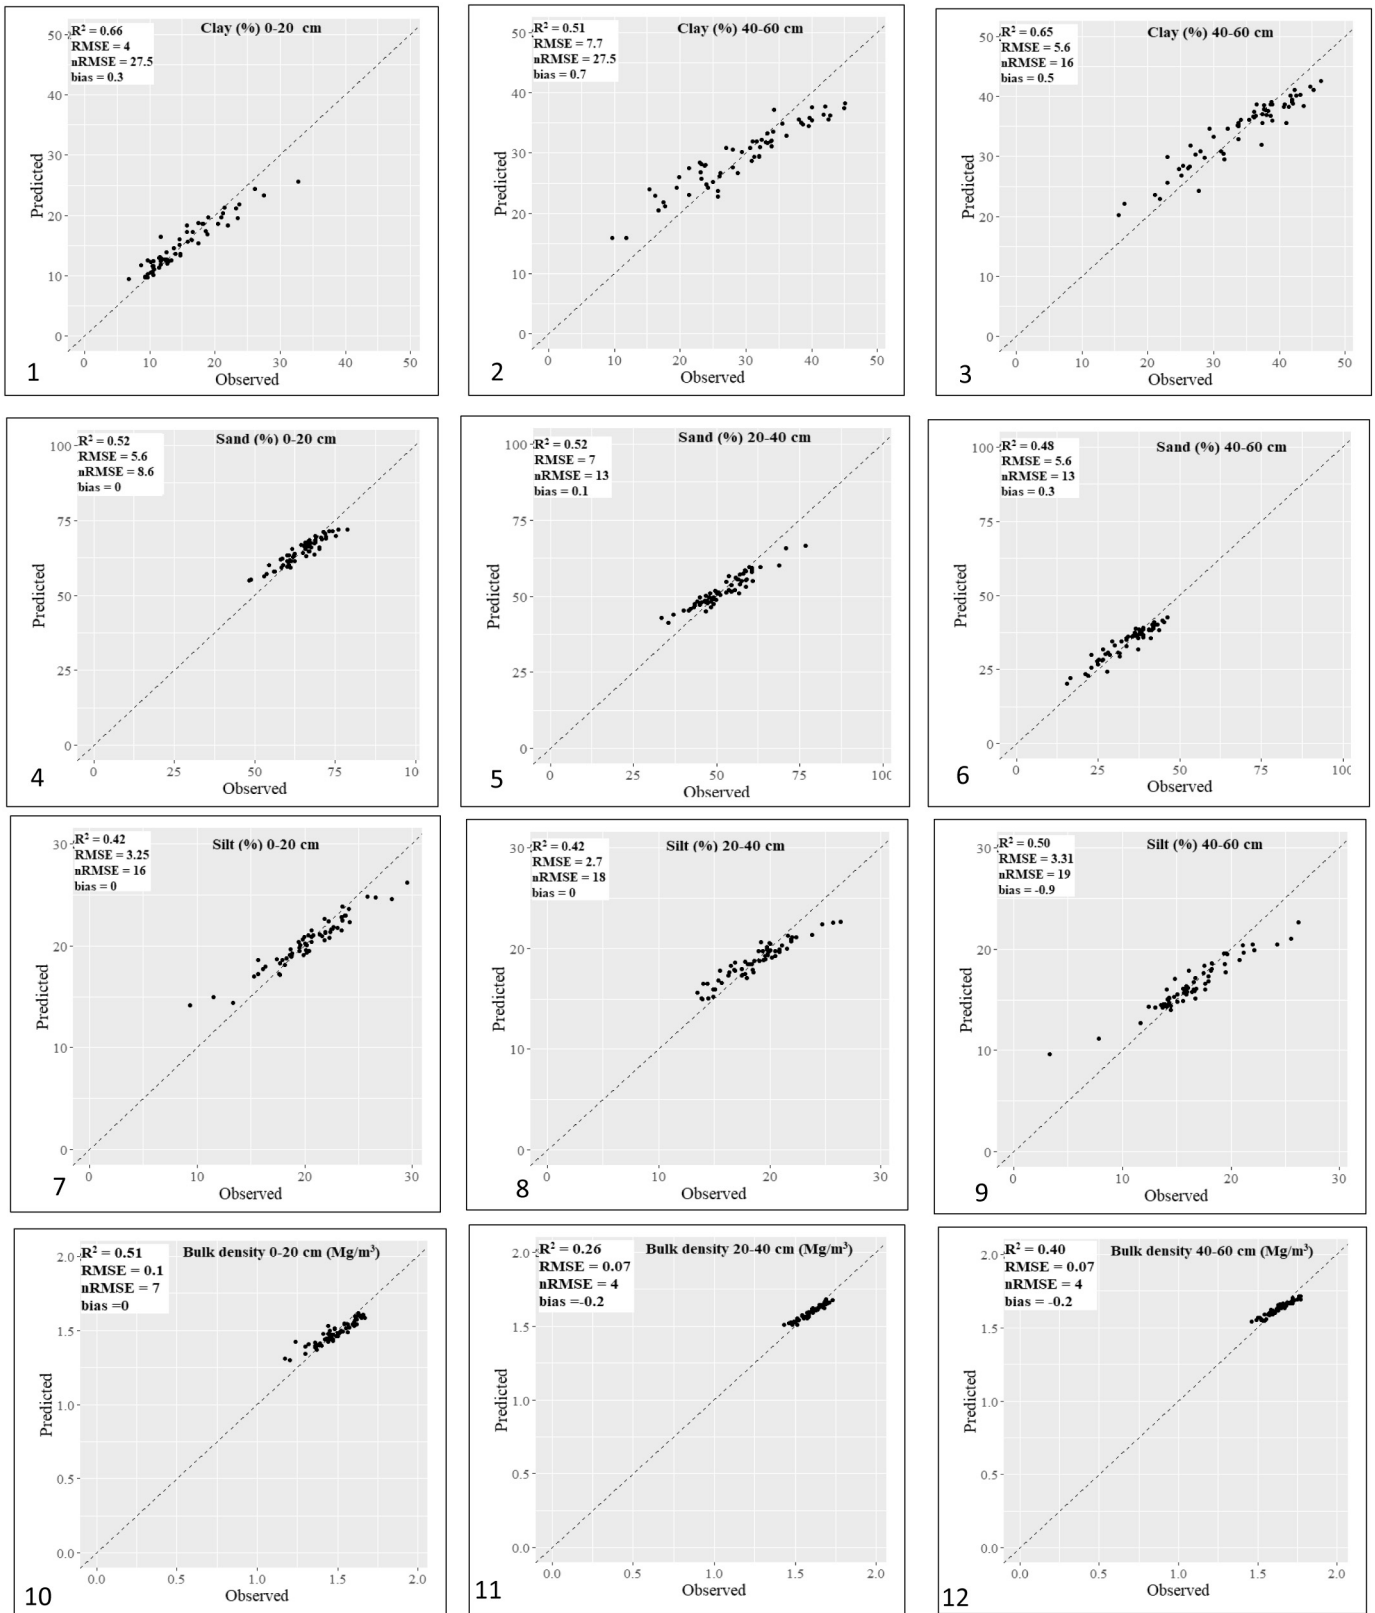 Clay (%) 0-20 cm
R² = 0.66
RMSE = 4
nRMSE = 27.5
bias = 0.3
50
40
30
20
10
0
Predicted
0 10 20 30 40 50
Observed
1
Clay (%) 40-60 cm
R² = 0.51
RMSE = 7.7
nRMSE = 27.5
bias = 0.7
50
40
30
20
10
0
Predicted
0 10 20 30 40 50
Observed
2
Clay (%) 40-60 cm
R² = 0.65
RMSE = 5.6
nRMSE = 16
bias = 0.5
50
40
30
20
10
0
Predicted
0 10 20 30 40 50
Observed
3
Sand (%) 0-20 cm
R² = 0.52
RMSE = 5.6
nRMSE = 8.6
bias = 0
100
75
50
25
0
Predicted
0 25 50 75 10
Observed
4
Sand (%) 20-40 cm
R² = 0.52
RMSE = 7
nRMSE = 13
bias = 0.1
100
75
50
25
0
Predicted
0 25 50 75 100
Observed
5
Sand (%) 40-60 cm
R² = 0.48
RMSE = 5.6
nRMSE = 13
bias = 0.3
100
75
50
25
0
Predicted
0 25 50 75 100
Observed
6
Silt (%) 0-20 cm
R² = 0.42
RMSE = 3.25
nRMSE = 16
bias = 0
30
20
10
0
Predicted
0 10 20 30
Observed
7
Silt (%) 20-40 cm
R² = 0.42
RMSE = 2.7
nRMSE = 18
bias = 0
30
20
10
0
Predicted
0 10 20 30
Observed
8
Silt (%) 40-60 cm
R² = 0.50
RMSE = 3.31
nRMSE = 19
bias = -0.9
30
20
10
0
Predicted
0 10 20 30
Observed
9
Bulk density 0-20 cm (Mg/m³)
R² = 0.51
RMSE = 0.1
nRMSE = 7
bias =0
2.0
1.5
1.0
0.5
0.0
Predicted
0.0 0.5 1.0 1.5 2.0
Observed
10
Bulk density 20-40 cm (Mg/m³)
R² = 0.26
RMSE = 0.07
nRMSE = 4
bias =-0.2
2.0
1.5
1.0
0.5
0.0
Predicted
0.0 0.5 1.0 1.5 2.0
Observed
11
Bulk density 40-60 cm (Mg/m³)
R² = 0.40
RMSE = 0.07
nRMSE = 4
bias = -0.2
2.0
1.5
1.0
0.5
0.0
Predicted
0.0 0.5 1.0 1.5 2.0
Observed
12